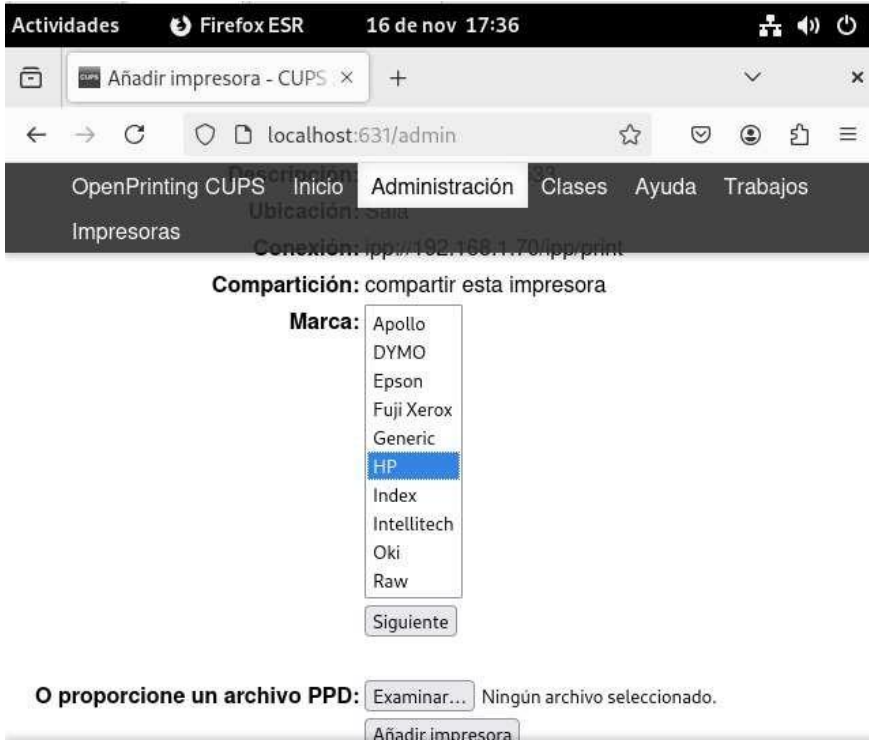 Actividades Firefox ESR 16 de nov 17:36
CUPS Añadir impresora - CUPS
localhost:631/admin
OpenPrinting CUPS Inicio Administración Clases Ayuda Trabajos
Impresoras
Descripción:
Ubicación: Sala
Conexión: ipp://192.168.1.70/ipp/print
Compartición: compartir esta impresora
Marca: Apollo
DYMO
Epson
Fuji Xerox
Generic
HP
Index
Intellitech
Oki
Raw
Siguiente
O proporcione un archivo PPD: Examinar... Ningún archivo seleccionado.
Añadir impresora